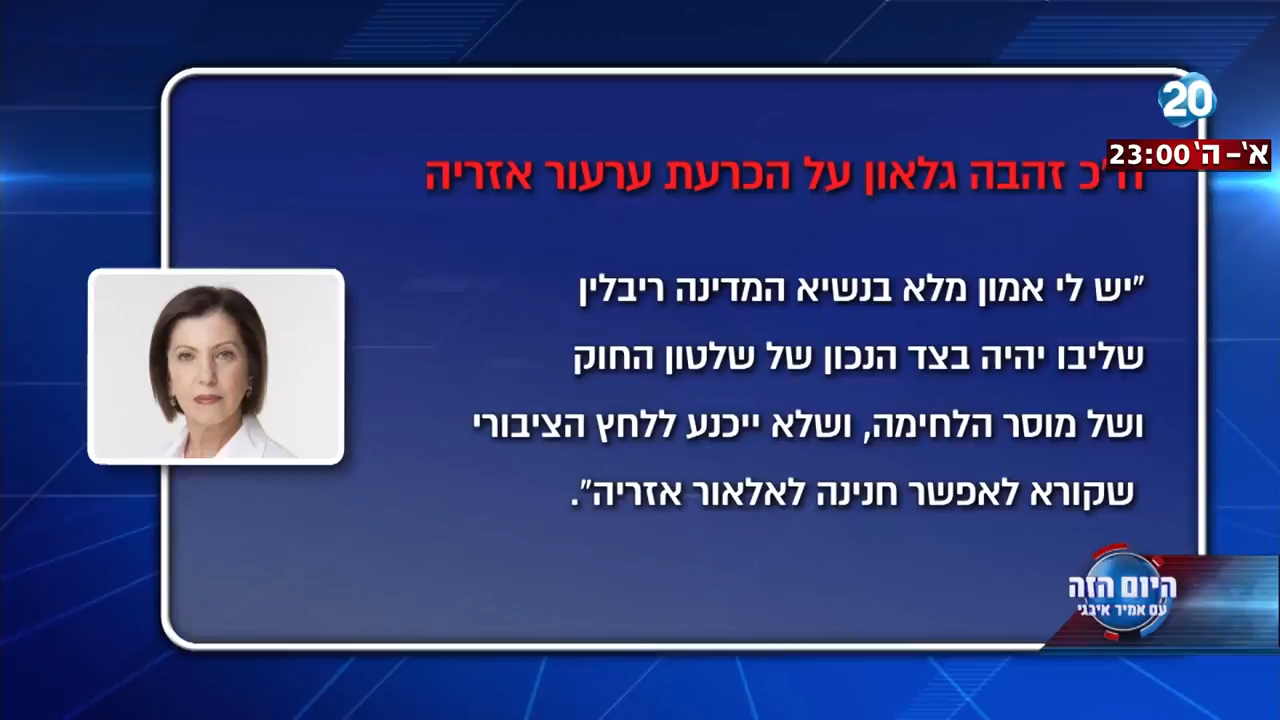 20
א'-ה' 23:00
ח"כ זהבה גלאון על הכרעת ערעור אזריה
"יש לי אמון מלא בנשיא המדינה ריבלין
שליבו יהיה בצד הנכון של שלטון החוק
ושל מוסר הלחימה, ושלא ייכנע ללחץ הציבורי
שקורא לאפשר חנינה לאלאור אזריה".
היום הזה
עם אמיר איבגי